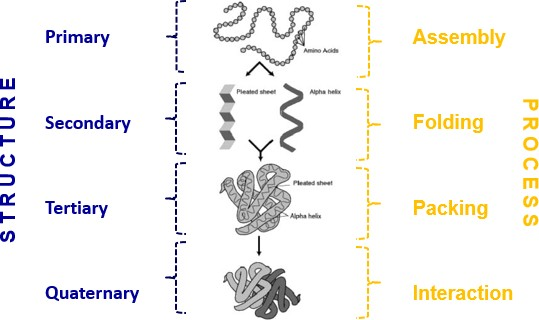 STRUCTURE
Primary
Amino Acids
Assembly
Secondary
Pleated sheet
Alpha helix
Folding
Tertiary
Pleated sheet
Alpha helix
Packing
Quaternary
Interaction
PROCESS